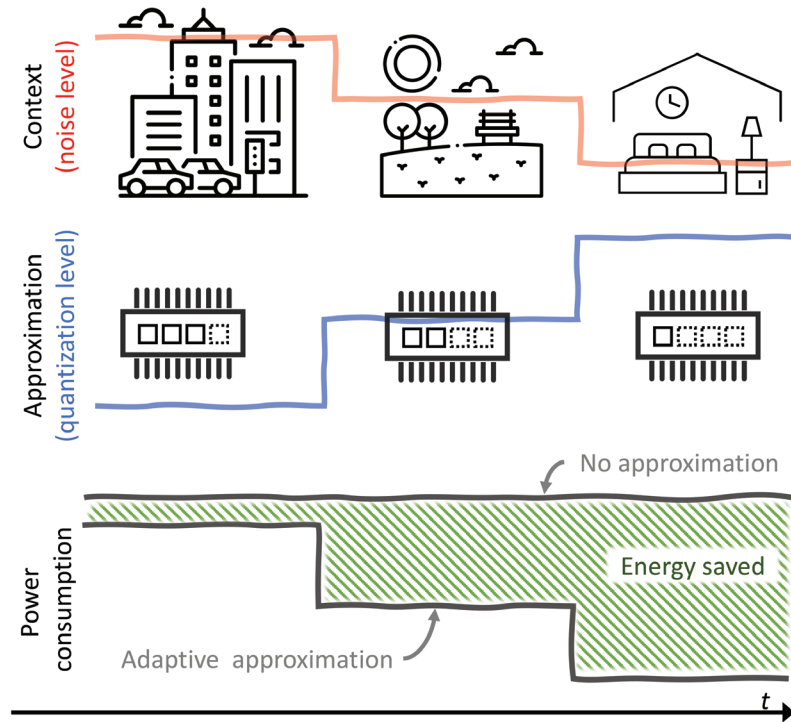 Context
(noise level)
Approximation
(quantization level)
No approximation
Energy saved
Power
consumption
Adaptive approximation
t